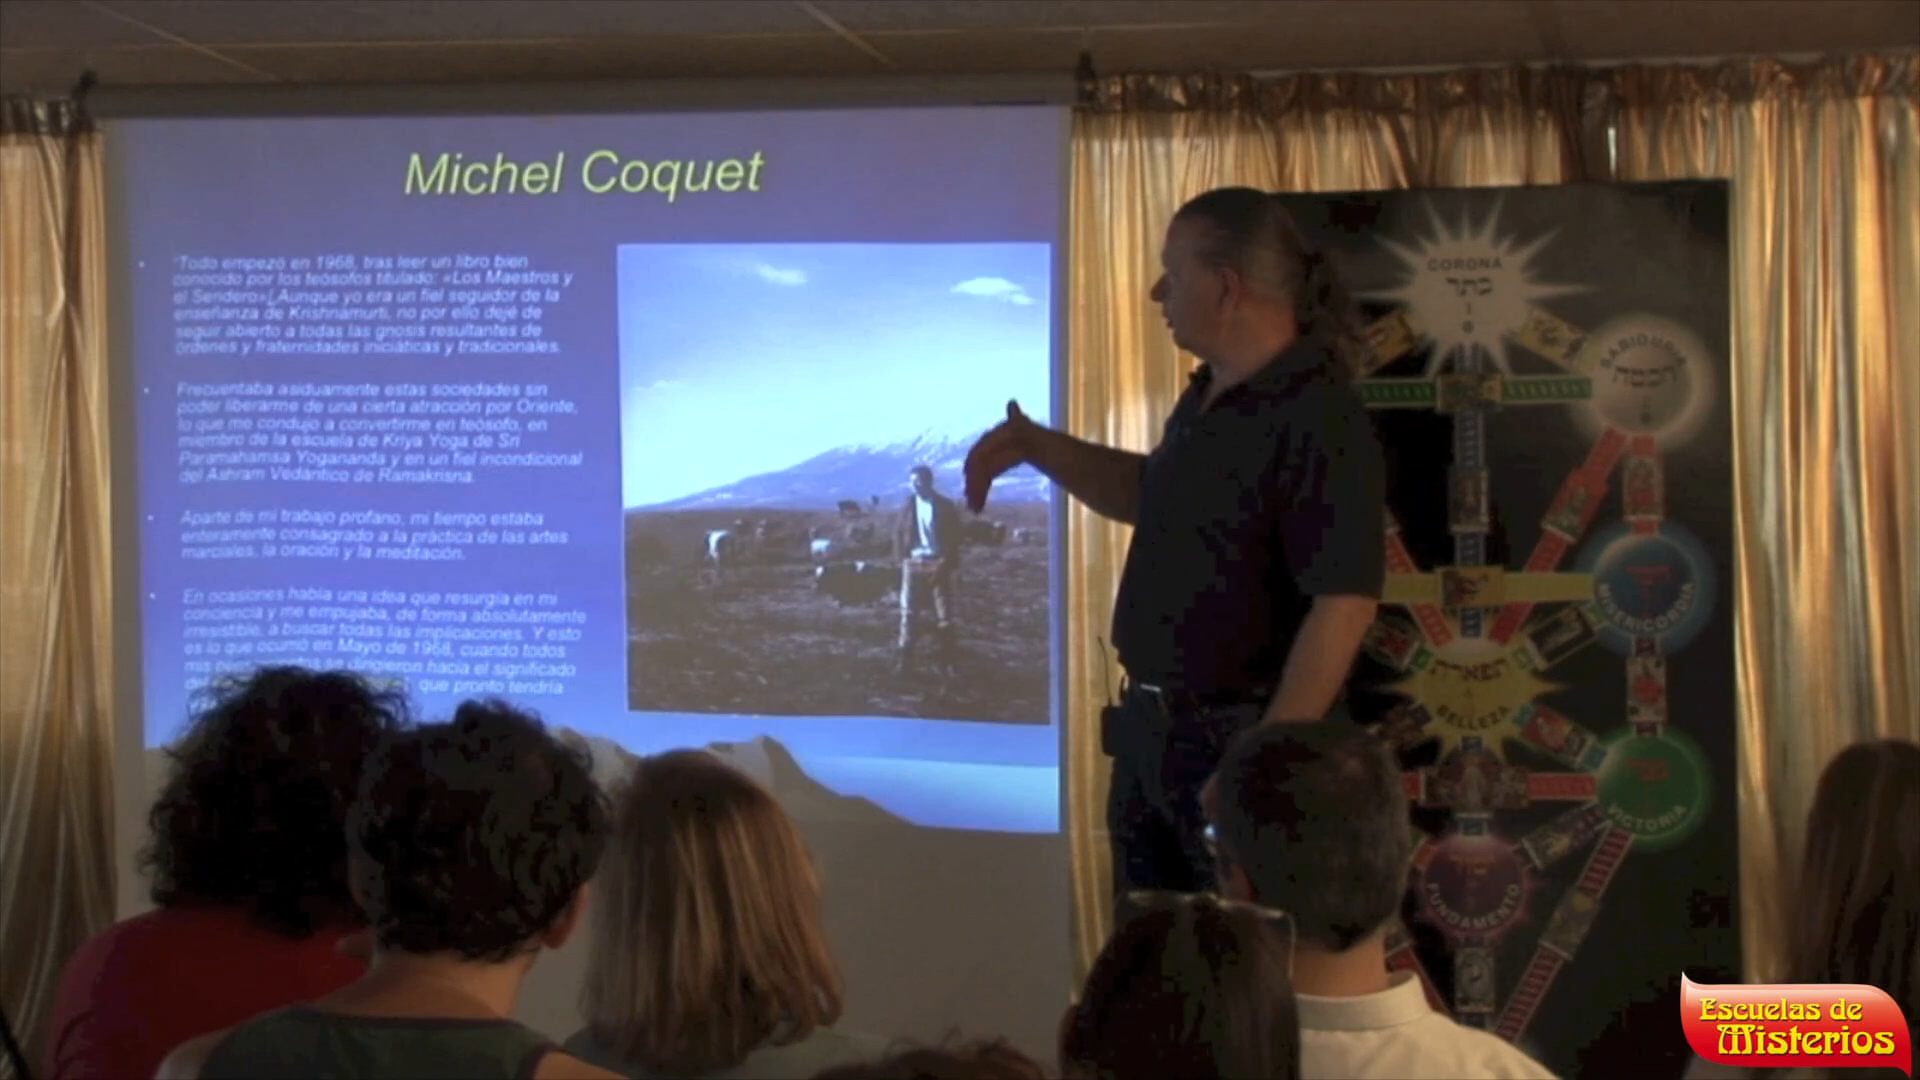 Michel Coquet
"Todo empezó en 1968, tras leer un libro bien
conocido por los teósofos titulado: «Los Maestros y
el Sendero»[.Aunque yo era un fiel seguidor de la
enseñanza de Krishnamurti, no por ello dejé de
seguir abierto a todas las gnosis resultantes de
órdenes y fraternidades iniciáticas y tradicionales.
Frecuentaba asiduamente estas sociedades sin
poder liberarme de una cierta atracción por Oriente,
lo que me condujo a convertirme en teósofo, en
miembro de la escuela de Kriya Yoga de Sri
Paramahamsa Yogananda y en un fiel incondicional
del Ashram Vedántico de Ramakrisna.
Aparte de mi trabajo profano, mi tiempo estaba
enteramente consagrado a la práctica de las artes
marciales, la oración y la meditación.
En ocasiones había una idea que resurgía en mi
conciencia y me empujaba, de forma absolutamente
irresistible, a buscar todas las implicaciones. Y esto
es lo que ocurrió en Mayo de 1968, cuando todos
mis se dirigieron hacia el significado
que pronto tendría
CORONA
כתר
SABIDURIA
MISERICORDIA
תפארת
BELLEZA
VICTORIA
FUNDAMENTO
Escuelas de
Misterios